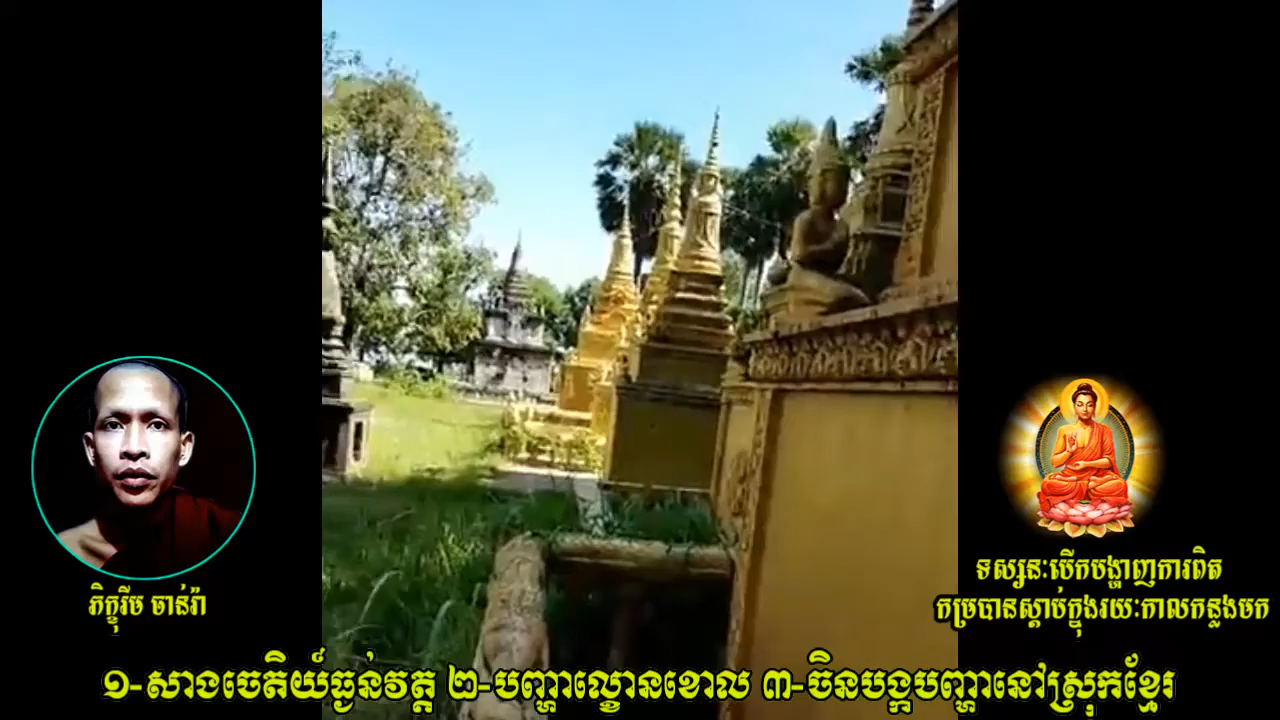 ភិក្ខុរីម ចាន់រ៉ា
ទស្សនៈបើកបង្ហាញការពិត
កម្របានស្ដាប់ក្នុងរយៈកាលកន្លងមក
១-សាងចេតិយ៍ធ្ងន់វត្ត ២-បញ្ហាល្ខោនខោល ៣-ចិនបង្កបញ្ហានៅស្រុកខ្មែរ